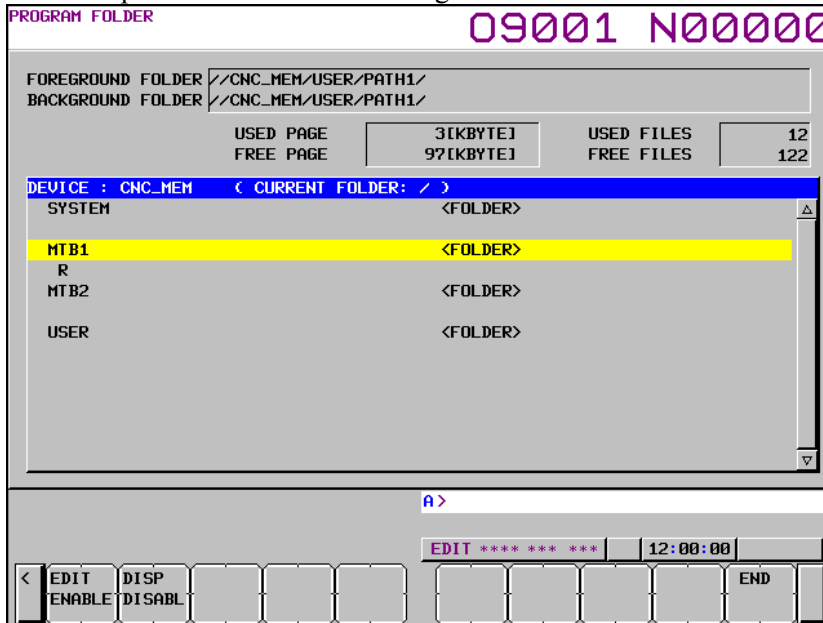 PROGRAM FOLDER
O9001 N00000
FOREGROUND FOLDER //CNC_MEM/USER/PATH1/
BACKGROUND FOLDER //CNC_MEM/USER/PATH1/
USED PAGE 3[KBYTE] USED FILES 12
FREE PAGE 97[KBYTE] FREE FILES 122
DEVICE : CNC_MEM ( CURRENT FOLDER: / )
SYSTEM <FOLDER>
MTB1 <FOLDER>
R
MTB2 <FOLDER>
USER <FOLDER>
A>
EDIT **** *** *** 12:00:00
< EDIT DISP END
ENABLE DISABL